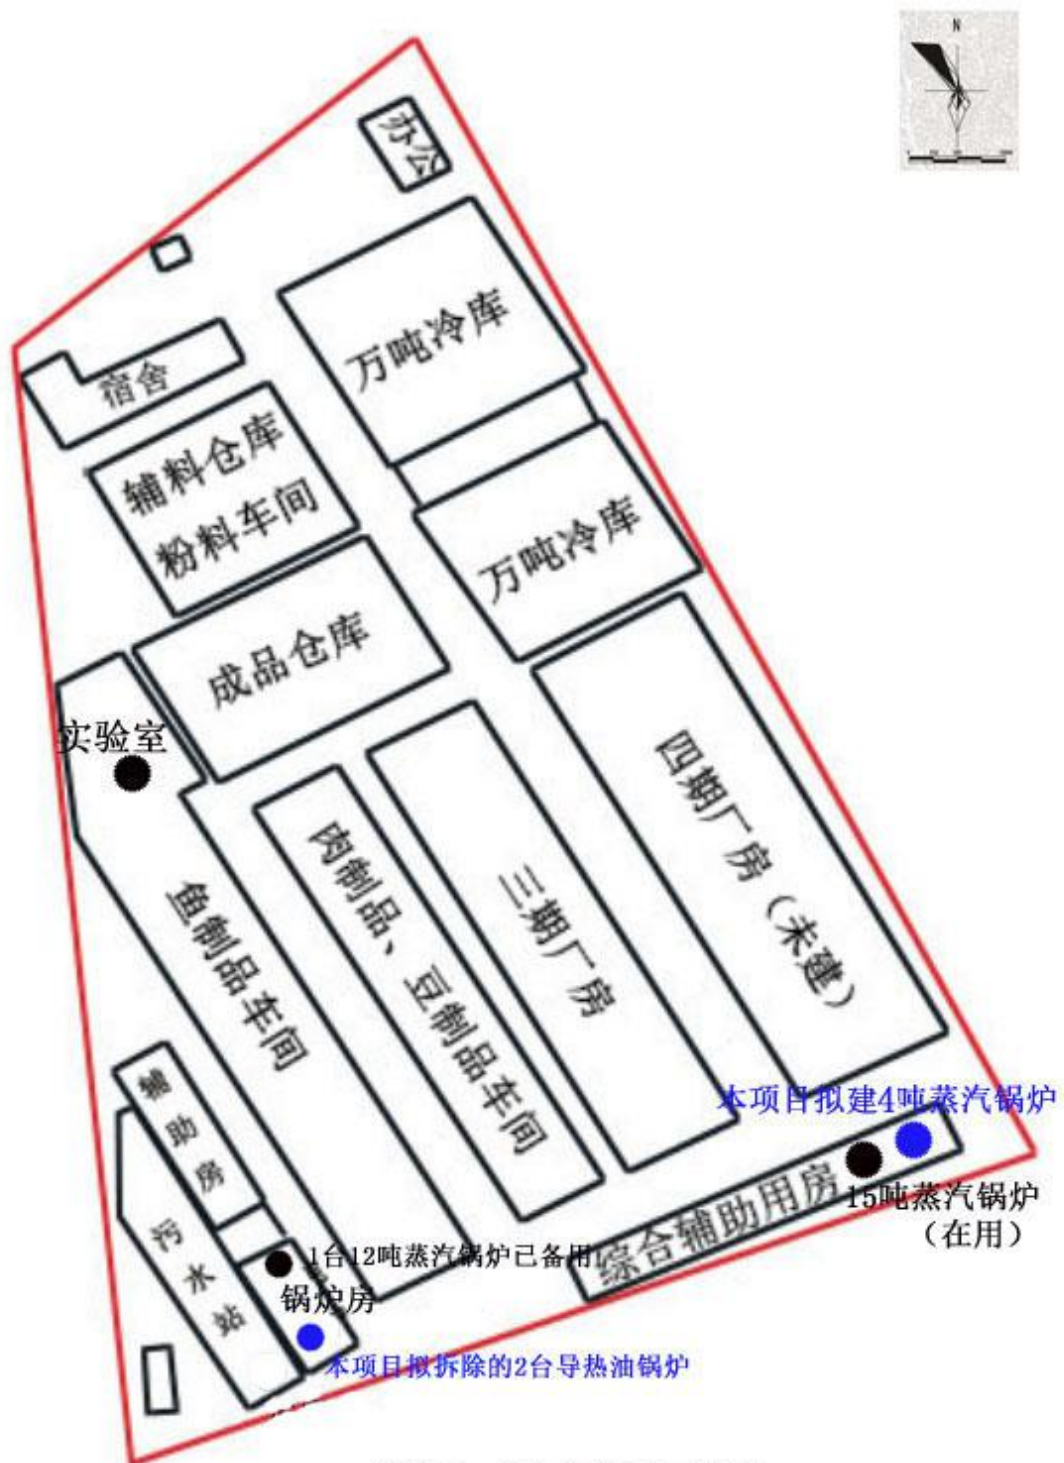 N
办公
万吨冷库
宿舍
辅料仓库
粉料车间
万吨冷库
成品仓库
实验室
四期厂房（未建）
肉制品、豆制品车间
三期厂房
鱼制品车间
辅助房
本项目拟建4吨蒸汽锅炉
15吨蒸汽锅炉
（在用）
综合辅助用房
污水站
1台12吨蒸汽锅炉已备用
锅炉房
本项目拟拆除的2台导热油锅炉